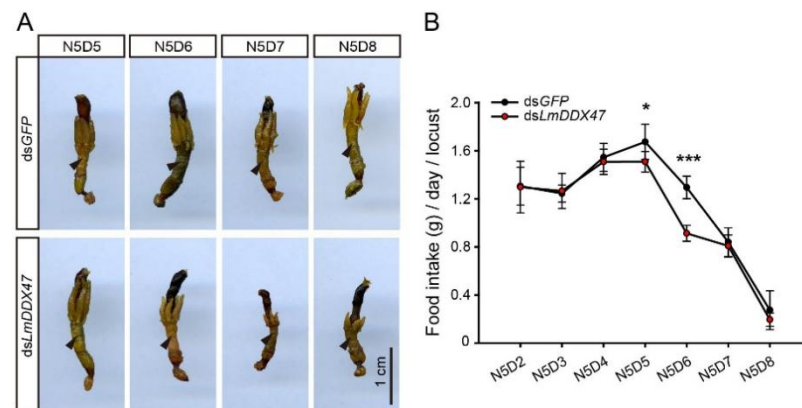 A
N5D5 N5D6 N5D7 N5D8
dsGFP
dsLmDDX47
1 cm
B
dsGFP
dsLmDDX47
*
***
Food intake (g) / day / locust
2.0
1.6
1.2
0.8
0.4
0
N5D2 N5D3 N5D4 N5D5 N5D6 N5D7 N5D8